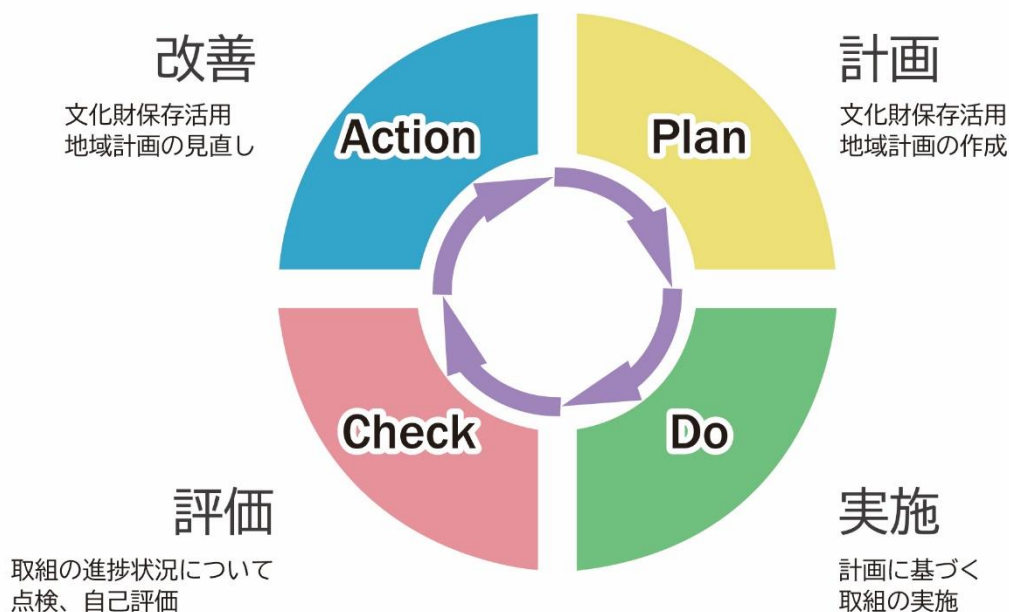 改善
文化財保存活用
地域計画の見直し
Action
Plan
計画
文化財保存活用
地域計画の作成
Check
Do
評価
取組の進捗状況について
点検、自己評価
実施
計画に基づく
取組の実施